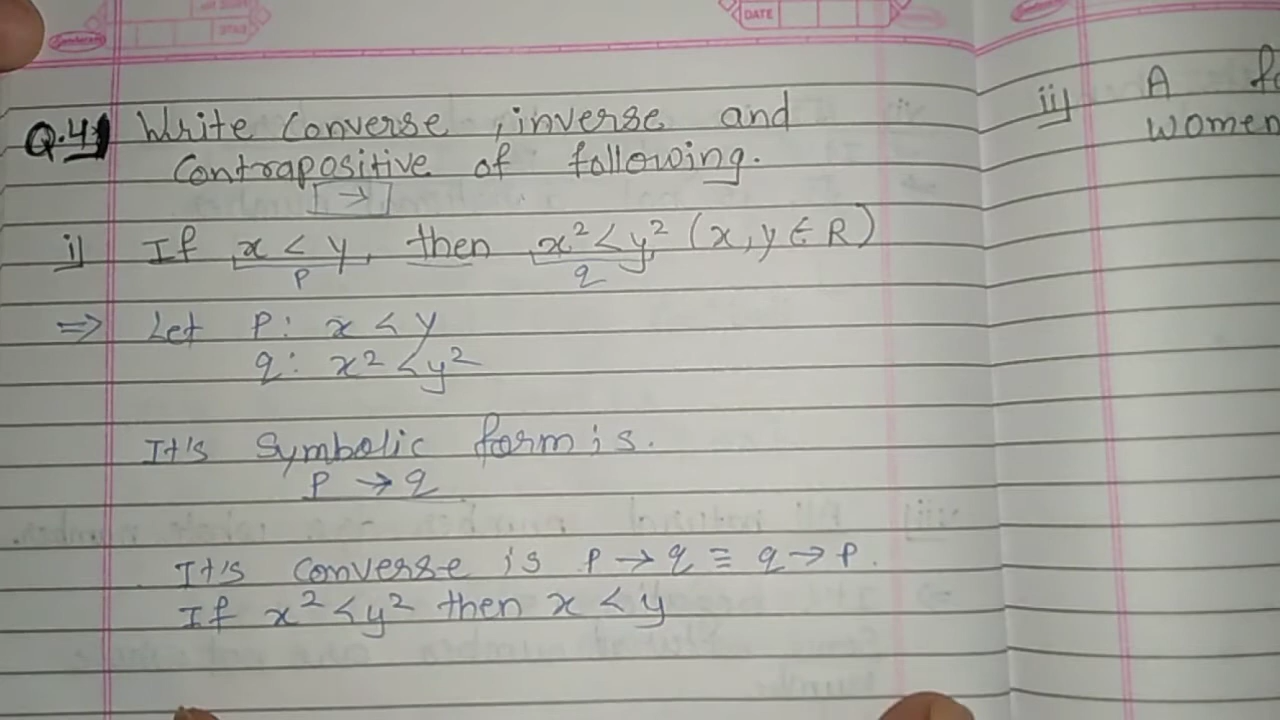 DATE
Q.4) Write Converse, inverse and
Contrapositive of following.
→
i) If x < y, then x² < y² (x, y ∈ R)
p q
⇒ Let P: x < y
q: x² < y²
It's Symbolic form is.
P → q
It's converse is P → q ≡ q → P.
If x² < y² then x < y
ii) A
women